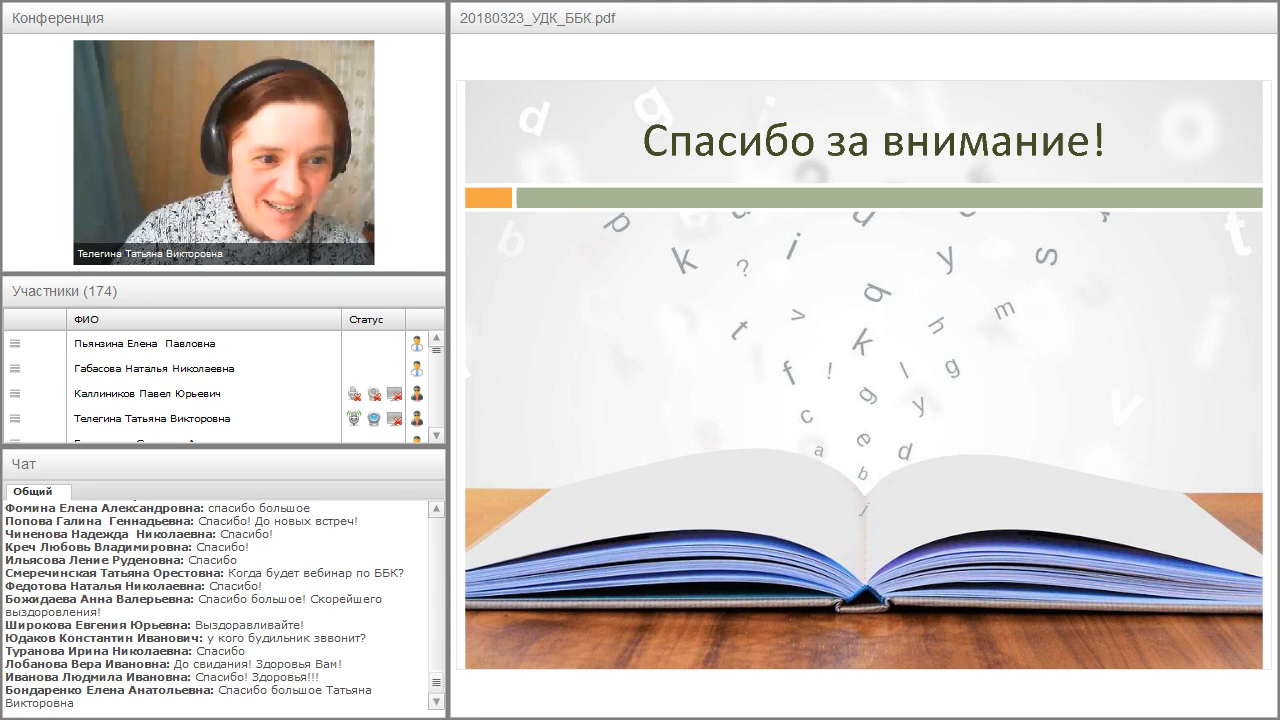 Конференция
Телегина Татьяна Викторовна
Участники (174)
ФИО Статус
Пьянзина Елена Павловна
Габасова Наталья Николаевна
Каллиников Павел Юрьевич
Телегина Татьяна Викторовна
Чат
Общий
Фомина Елена Александровна: спасибо большое
Попова Галина Геннадьевна: Спасибо! До новых встреч!
Чиненова Надежда Николаевна: Спасибо!
Креч Любовь Владимировна: Спасибо!
Ильясова Ление Руденовна: Спасибо
Смеречинская Татьяна Орестовна: Когда будет вебинар по ББК?
Федотова Наталья Николаевна: Спасибо!
Божидаева Анна Валерьевна: Спасибо большое! Скорейшего
выздоровления!
Широкова Евгения Юрьевна: Выздоравливайте!
Юдаков Константин Иванович: у кого будильник зввонит?
Туранова Ирина Николаевна: Спасибо
Лобанова Вера Ивановна: До свидания! Здоровья Вам!
Иванова Людмила Ивановна: Спасибо! Здоровья!!!
Бондаренко Елена Анатольевна: Спасибо большое Татьяна
Викторовна
20180323_УДК_ББК.pdf
Спасибо за внимание!